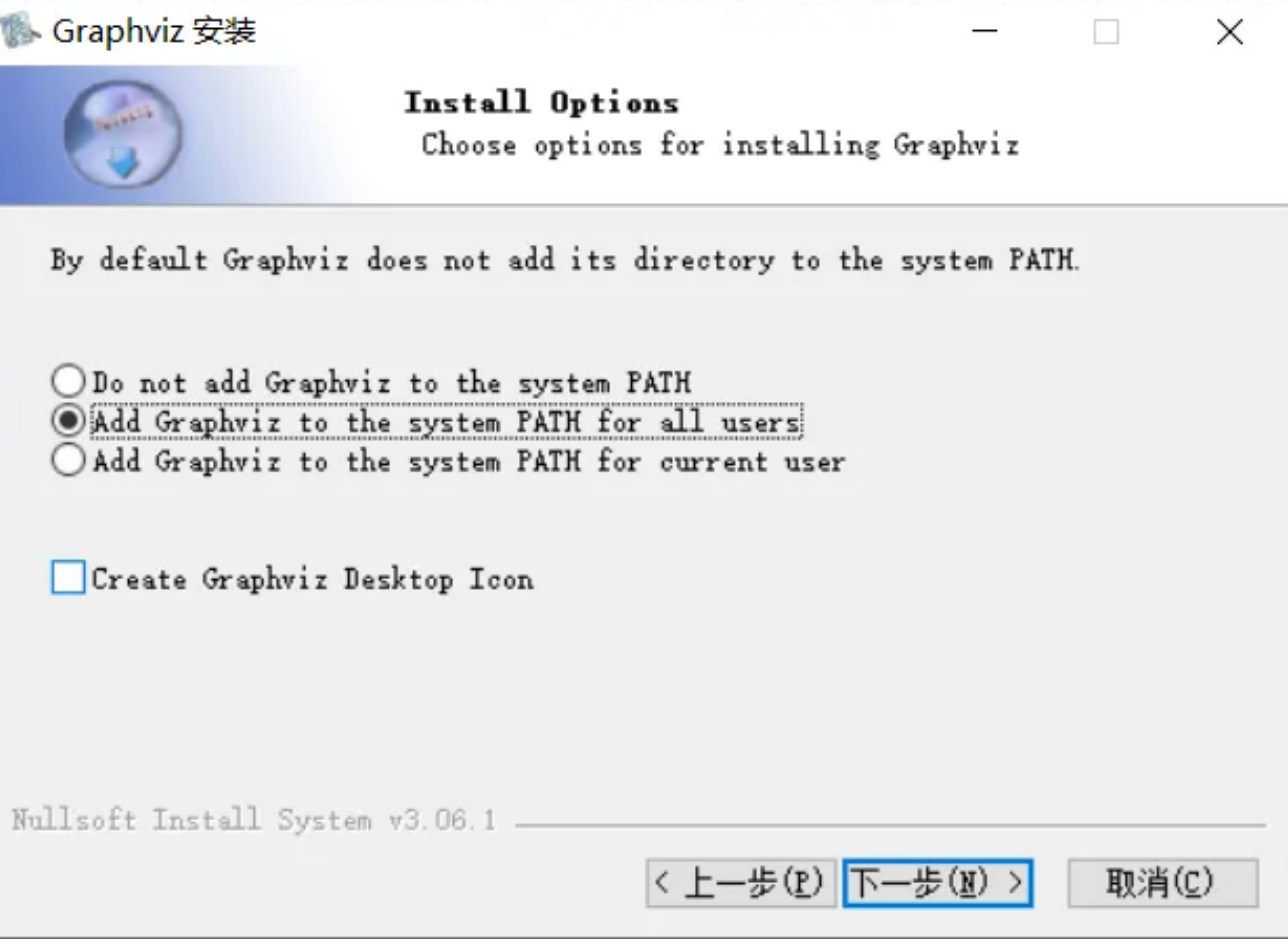 Graphviz 安装
Install Options
Choose options for installing Graphviz
By default Graphviz does not add its directory to the system PATH.
Do not add Graphviz to the system PATH
Add Graphviz to the system PATH for all users
Add Graphviz to the system PATH for current user
Create Graphviz Desktop Icon
Nullsoft Install System v3.06.1
< 上一步(P) 下一步(N) > 取消(C)